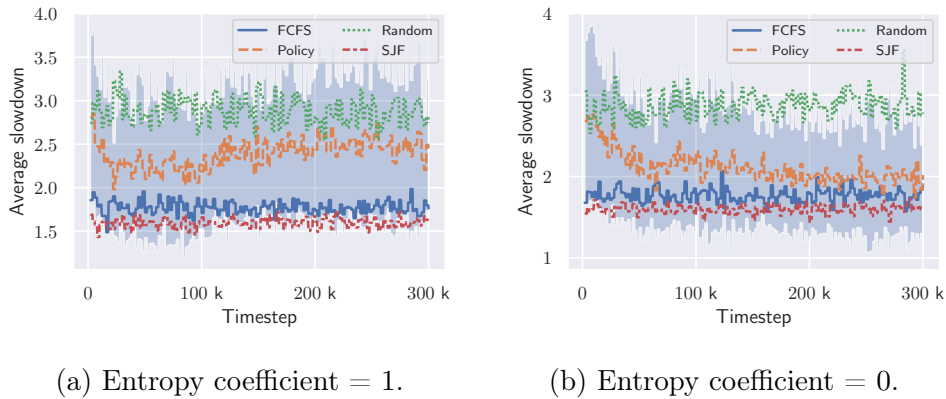 4.0
3.5
3.0
2.5
2.0
1.5
Average slowdown
FCFS
Policy
Random
SJF
0
100 k
200 k
300 k
Timestep
(a) Entropy coefficient = 1.
4
3
2
1
Average slowdown
FCFS
Policy
Random
SJF
0
100 k
200 k
300 k
Timestep
(b) Entropy coefficient = 0.